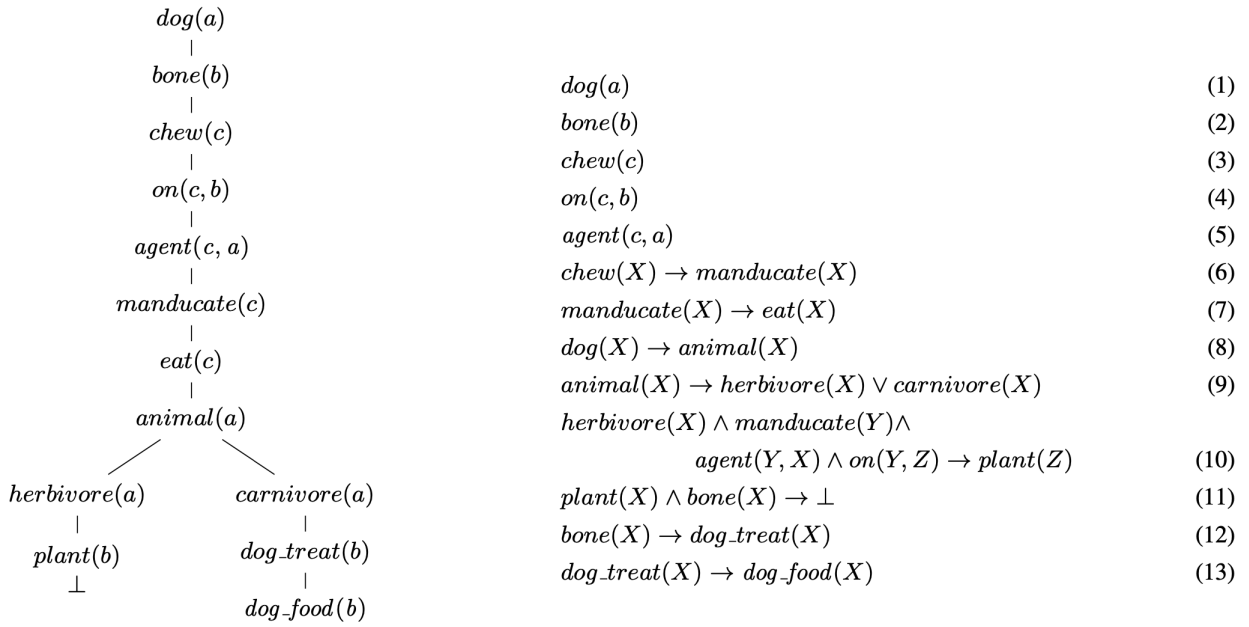 dog(a)
bone(b)
chew(c)
on(c, b)
agent(c, a)
manducate(c)
eat(c)
animal(a)
herbivore(a) carnivore(a)
plant(b) dog_treat(b)
⊥
dog_food(b)
dog(a) (1)
bone(b) (2)
chew(c) (3)
on(c, b) (4)
agent(c, a) (5)
chew(X) → manducate(X) (6)
manducate(X) → eat(X) (7)
dog(X) → animal(X) (8)
animal(X) → herbivore(X) ∨ carnivore(X) (9)
herbivore(X) ∧ manducate(Y)∧
agent(Y, X) ∧ on(Y, Z) → plant(Z) (10)
plant(X) ∧ bone(X) → ⊥ (11)
bone(X) → dog_treat(X) (12)
dog_treat(X) → dog_food(X) (13)